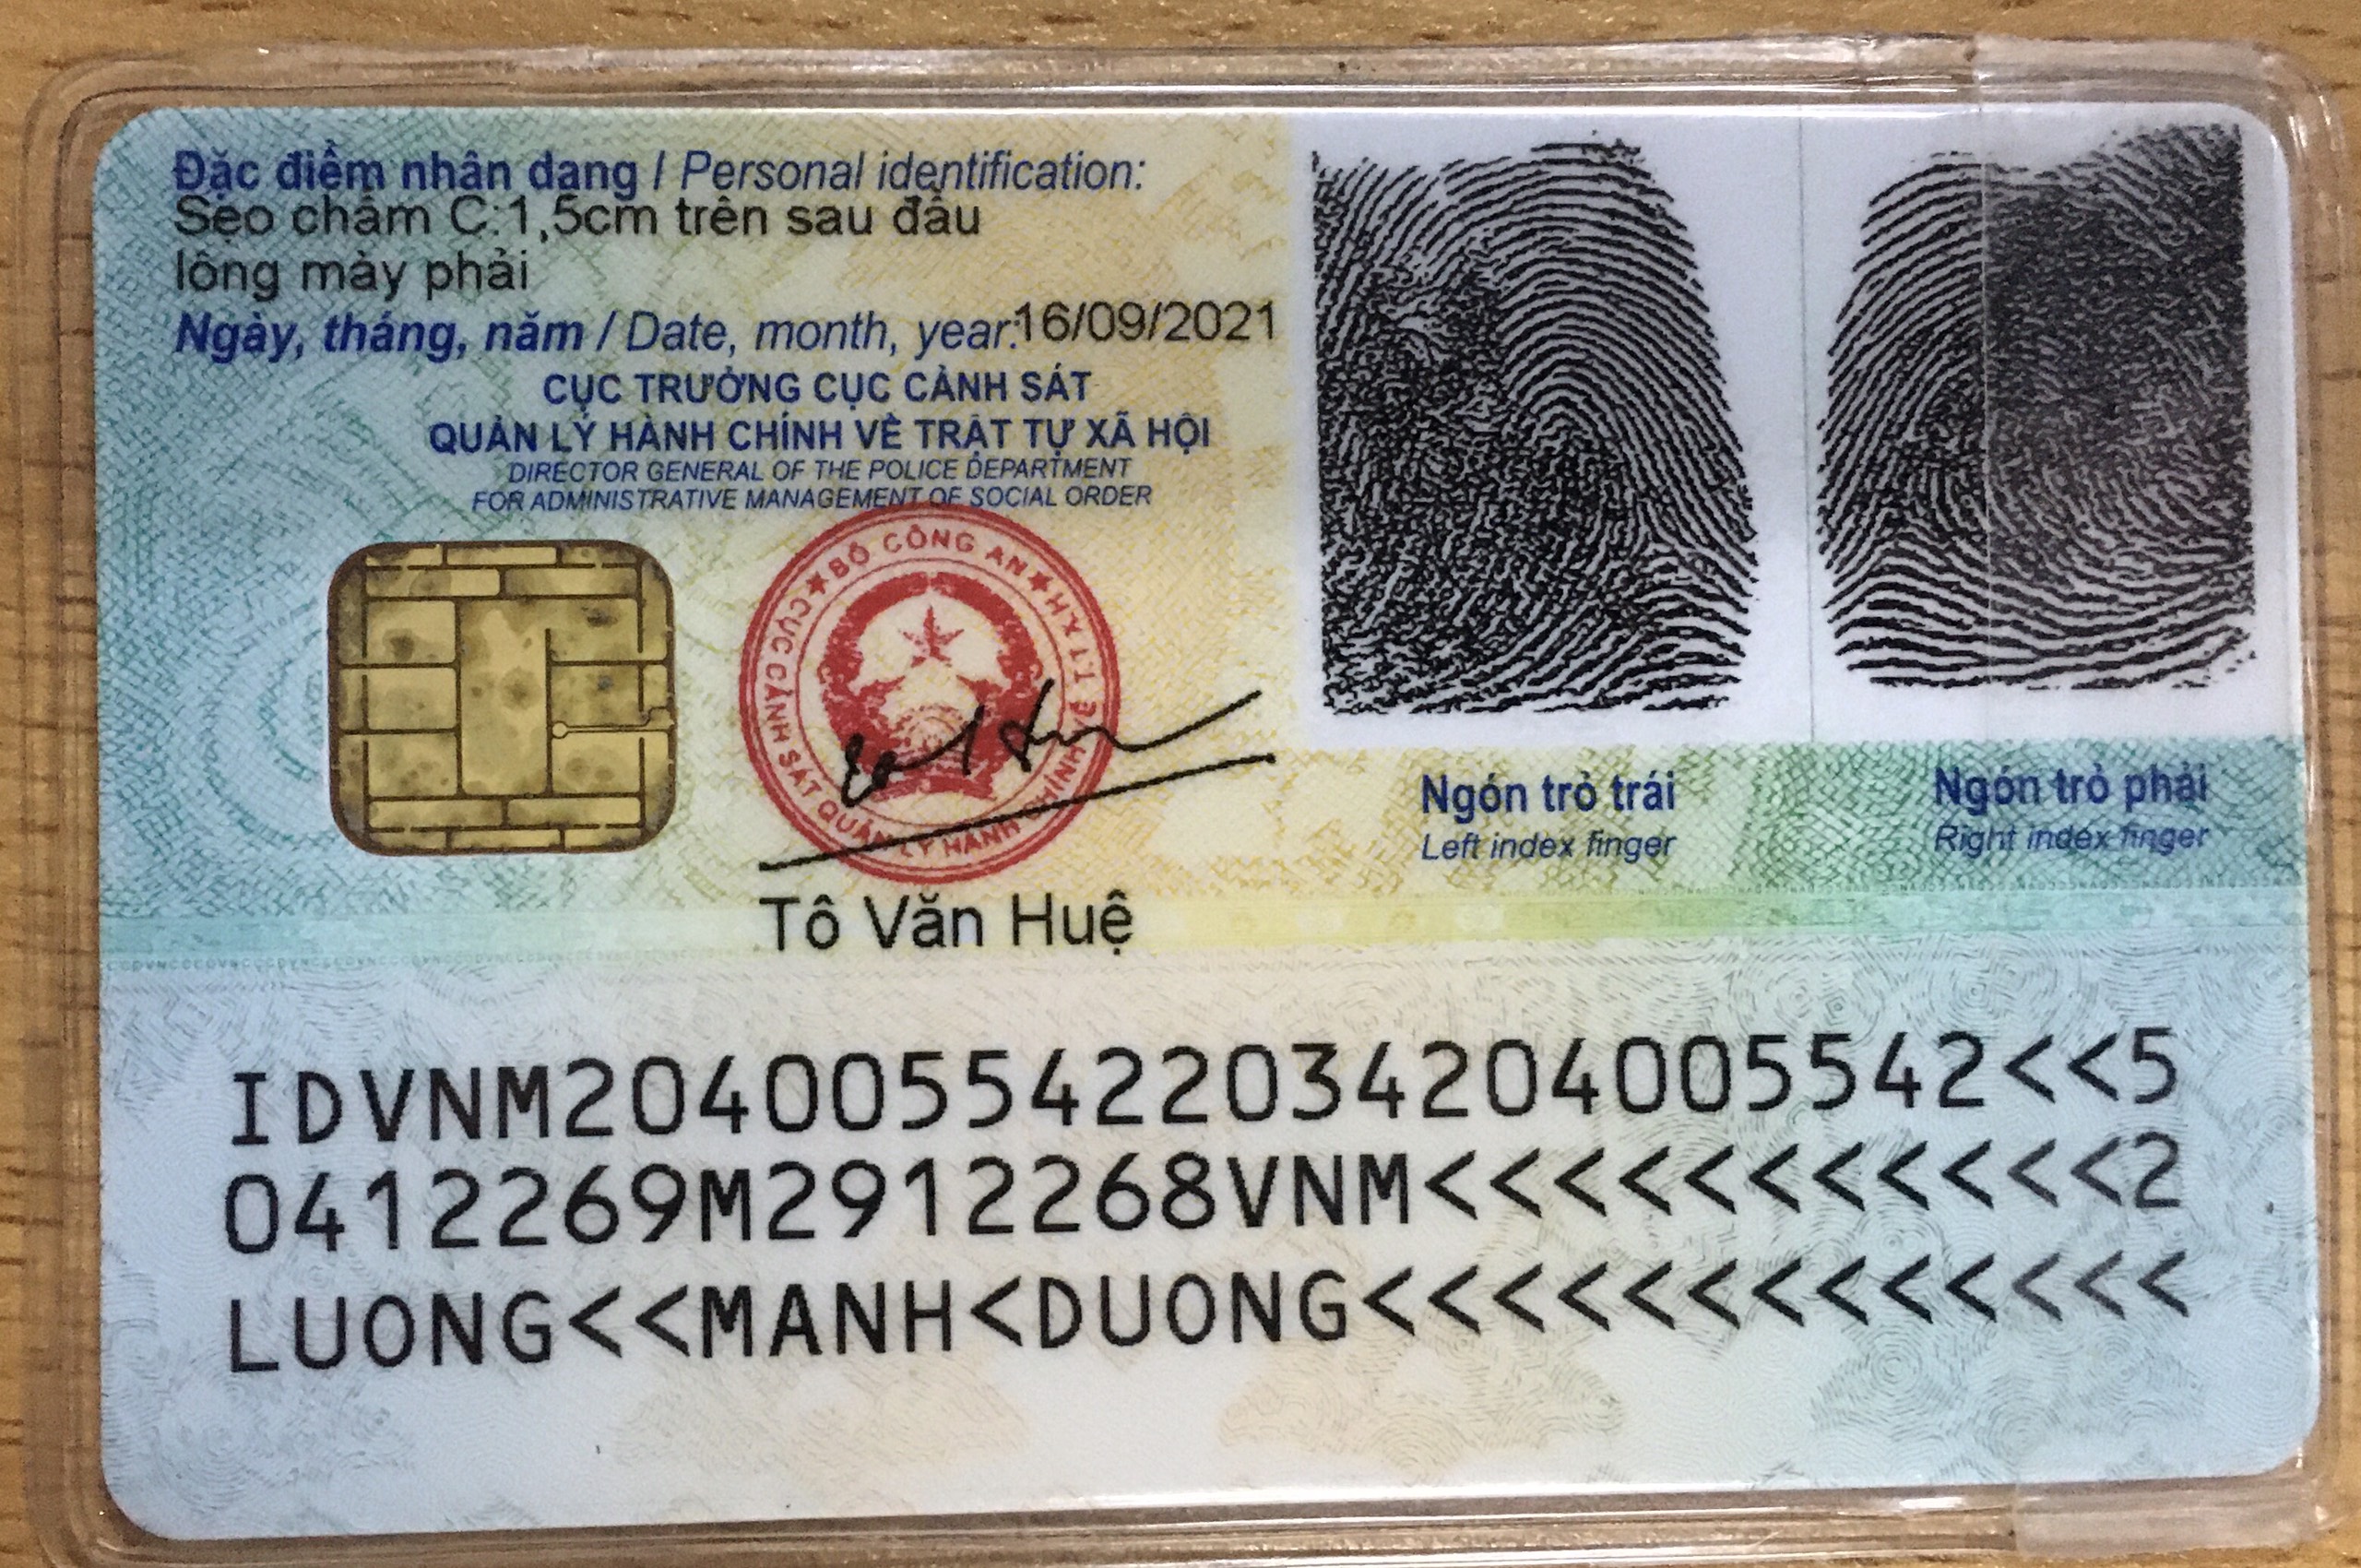 Đặc điểm nhân dạng / Personal identification:
Sẹo chấm C:1,5cm trên sau đầu
lông mày phải
Ngày, tháng, năm / Date, month, year:16/09/2021
CỤC TRƯỞNG CỤC CẢNH SÁT
QUẢN LÝ HÀNH CHÍNH VỀ TRẬT TỰ XÃ HỘI
DIRECTOR GENERAL OF THE POLICE DEPARTMENT
FOR ADMINISTRATIVE MANAGEMENT OF SOCIAL ORDER
★ BỘ CÔNG AN ★
CỤC CẢNH SÁT QUẢN LÝ HÀNH CHÍNH VỀ TTXH
Tô Văn Huệ
Ngón trỏ trái
Left index finger
Ngón trỏ phải
Right index finger
IDVNM2040055422034204005542<<5
0412269M2912268VNM<<<<<<<<<<<2
LUONG<<MANH<DUONG<<<<<<<<<<<<<